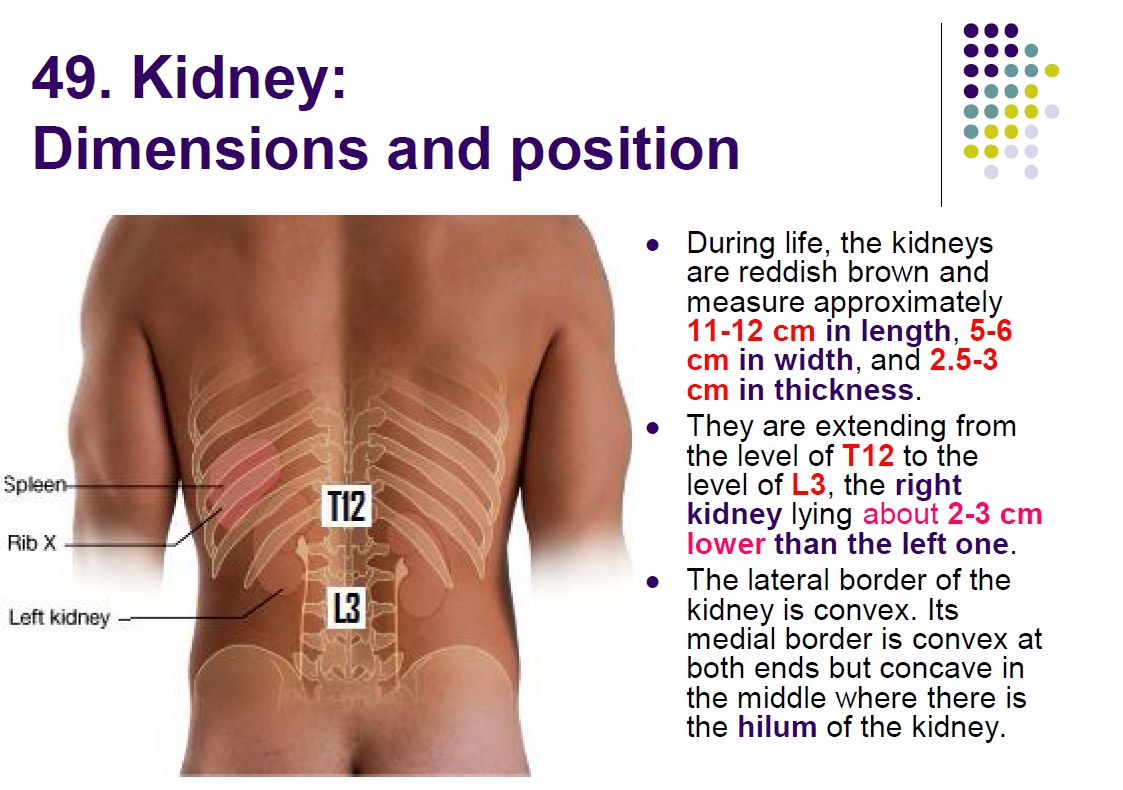 49. Kidney:
Dimensions and position
Spleen
Rib X
Left kidney
T12
L3
During life, the kidneys
are reddish brown and
measure approximately
11-12 cm in length, 5-6
cm in width, and 2.5-3
cm in thickness.
They are extending from
the level of T12 to the
level of L3, the right
kidney lying about 2-3 cm
lower than the left one.
The lateral border of the
kidney is convex. Its
medial border is convex at
both ends but concave in
the middle where there is
the hilum of the kidney.